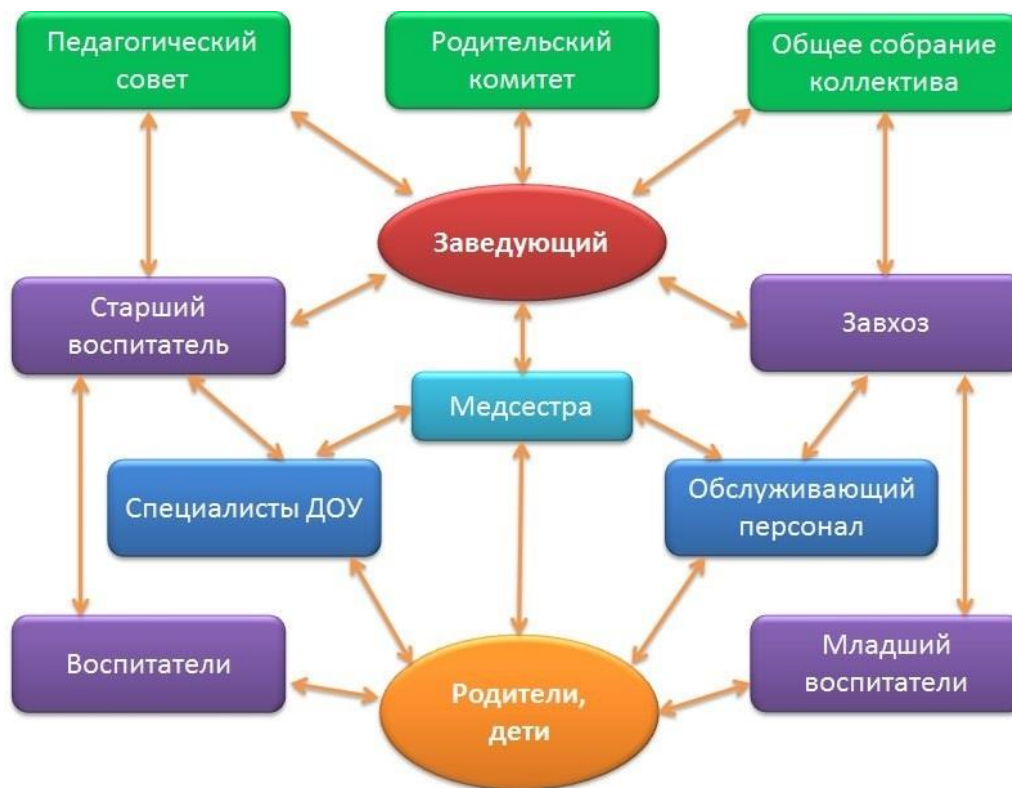 Педагогический
совет
Родительский
комитет
Общее собрание
коллектива
Заведующий
Старший
воспитатель
Завхоз
Медсестра
Специалисты ДОУ
Обслуживающий
персонал
Воспитатели
Родители,
дети
Младший
воспитатели